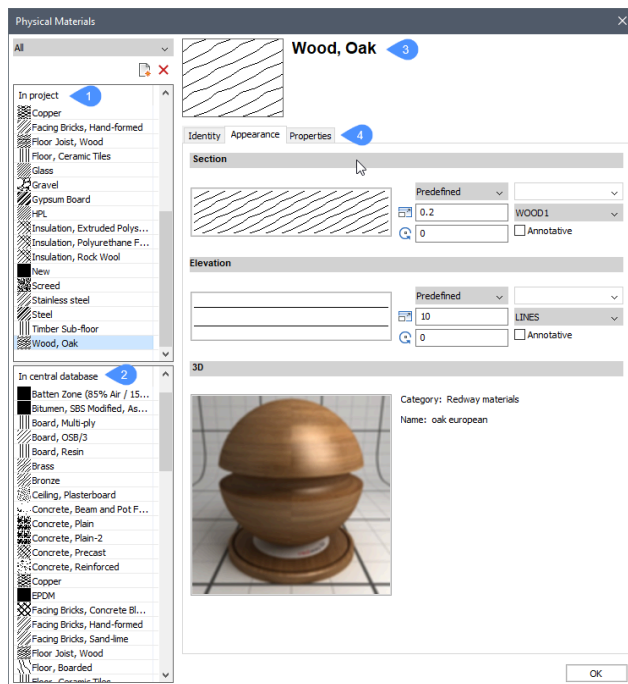 Physical Materials
All
In project
1
Copper
Facing Bricks, Hand-formed
Floor Joist, Wood
Floor, Ceramic Tiles
Glass
Gravel
Gypsum Board
HPL
Insulation, Extruded Polys...
Insulation, Polyurethane F...
Insulation, Rock Wool
New
Screed
Stainless steel
Steel
Timber Sub-floor
Wood, Oak
In central database
2
Batten Zone (85% Air / 15...
Bitumen, SBS Modified, As...
Board, Multi-ply
Board, OSB/3
Board, Resin
Brass
Bronze
Ceiling, Plasterboard
Concrete, Beam and Pot F...
Concrete, Plain
Concrete, Plain-2
Concrete, Precast
Concrete, Reinforced
Copper
EPDM
Facing Bricks, Concrete Bl...
Facing Bricks, Hand-formed
Facing Bricks, Sand-lime
Floor Joist, Wood
Floor, Boarded
Floor, Ceramic Tiles
Wood, Oak
3
Identity Appearance Properties
4
Section
Predefined
0.2 WOOD1
0 Annotative
Elevation
Predefined
10 LINES
0 Annotative
3D
Category: Redway materials
Name: oak european
OK